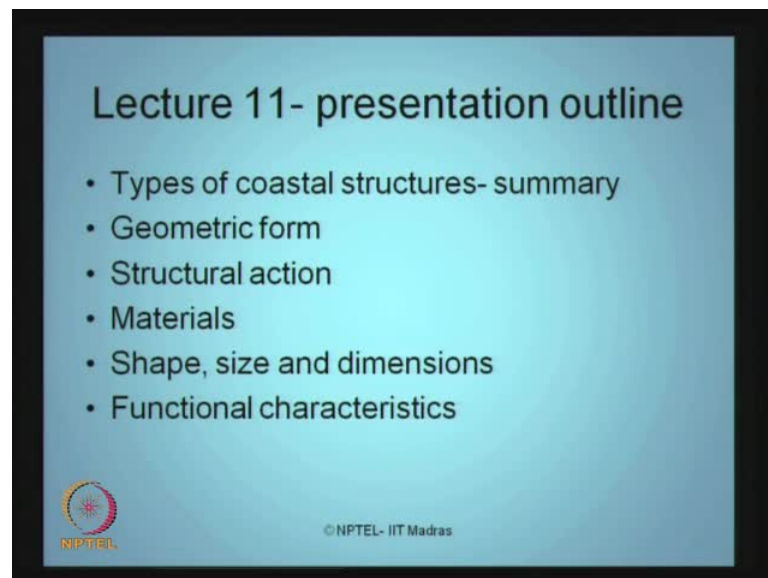 Lecture 11- presentation outline
• Types of coastal structures- summary
• Geometric form
• Structural action
• Materials
• Shape, size and dimensions
• Functional characteristics
NPTEL
© NPTEL- IIT Madras